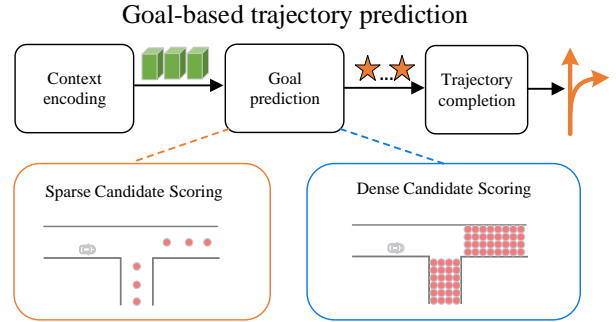 Goal-based trajectory prediction
Context
encoding
Goal
prediction
...
Trajectory
completion
Sparse Candidate Scoring
Dense Candidate Scoring